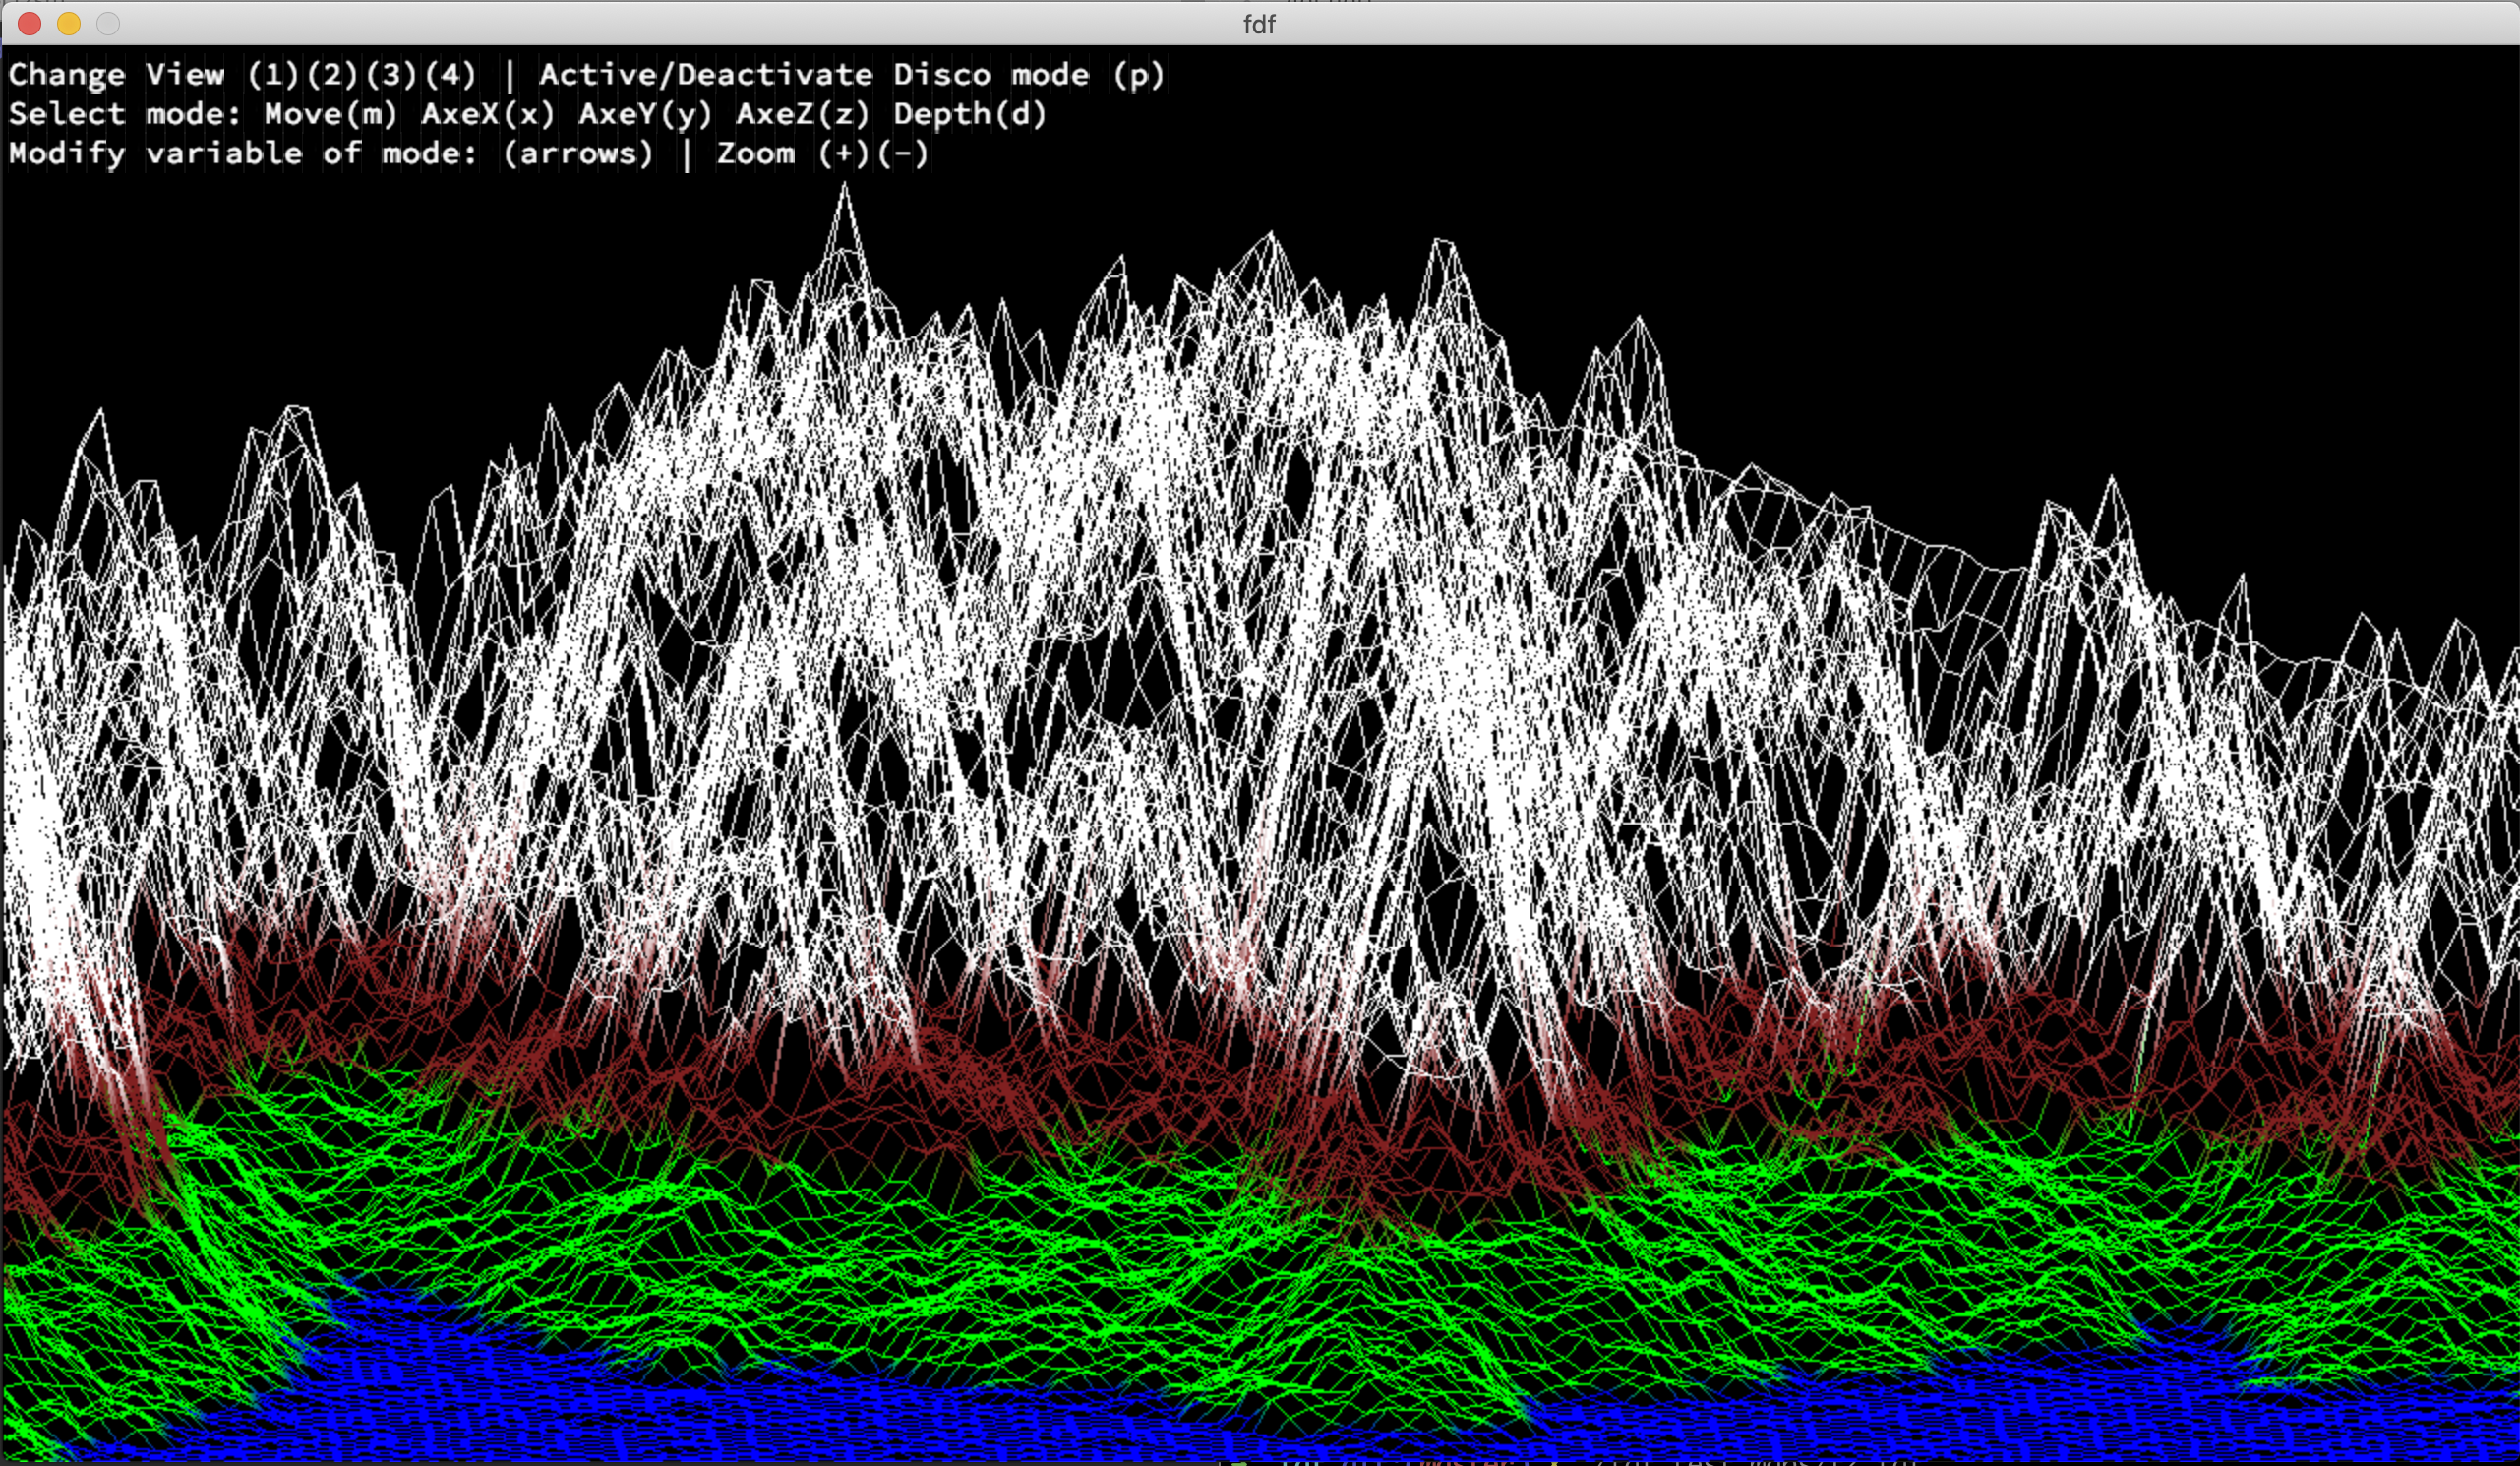 fdf
Change View (1)(2)(3)(4) | Active/Deactivate Disco mode (p)
Select mode: Move(m) AxeX(x) AxeY(y) AxeZ(z) Depth(d)
Modify variable of mode: (arrows) | Zoom (+)(-)